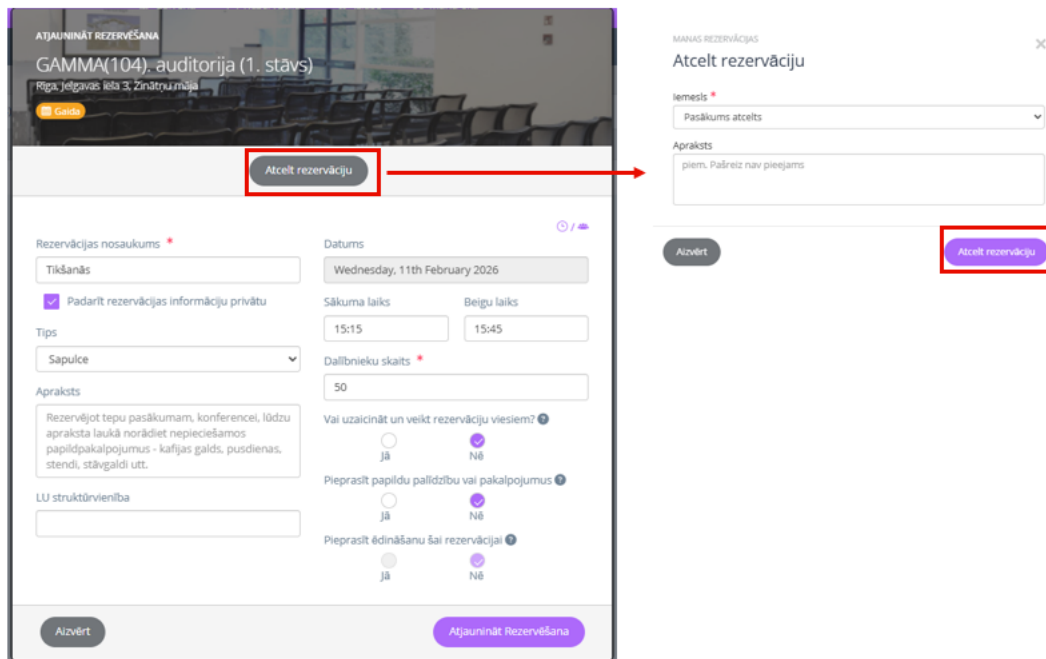 ATJAUNINĀT REZERVĒŠANA
GAMMA(104). auditorija (1. stāvs)
Rīga, Jelgavas iela 3, Zinātņu māja
Gaida
Atcelt rezervāciju
Rezervācijas nosaukums *
Tikšanās
Padarīt rezervācijas informāciju privātu
Tips
Sapulce
Apraksts
Rezervējot tepu pasākumam, konferencei, lūdzu
apraksta laukā norādiet nepieciešamos
papildpakalpojumus - kafijas galds, pusdienas,
stendi, stāvgaldi utt.
LU struktūrvienība
Datums
Wednesday, 11th February 2026
Sākuma laiks
Beigu laiks
15:15
15:45
Dalībnieku skaits *
50
Vai uzaicināt un veikt rezervāciju viesiem?
Jā
Nē
Pieprasīt papildu palīdzību vai pakalpojumus
Jā
Nē
Pieprasīt ēdināšanu šai rezervācijai
Jā
Nē
Aizvērt
Atjaunināt Rezervēšana
MANAS REZERVĀCIJAS
Atcelt rezervāciju
Iemesls *
Pasākums atcelts
Apraksts
piem. Pašreiz nav pieejams
Aizvērt
Atcelt rezervāciju